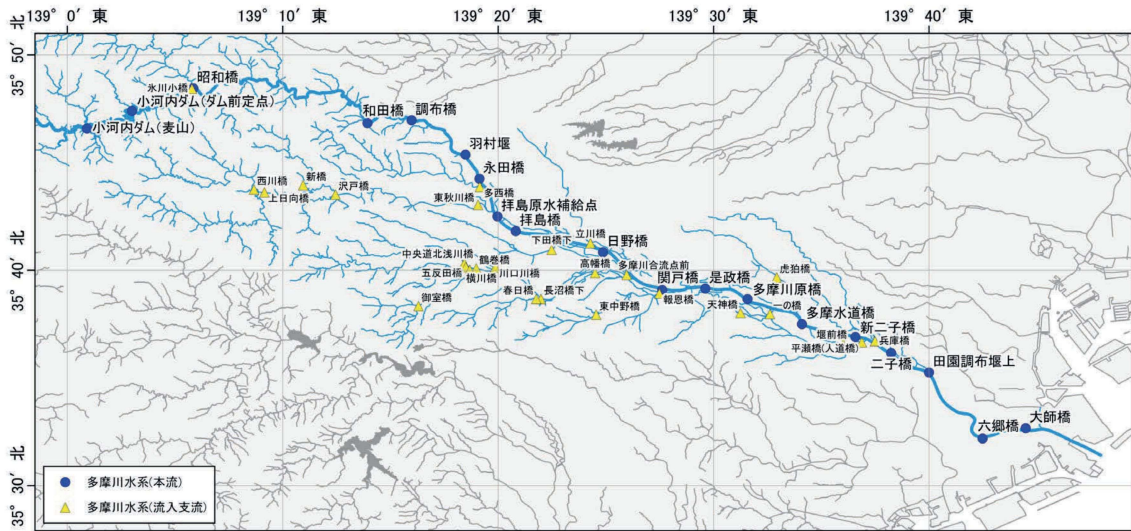 139° 0′ 東
139° 10′ 東
139° 20′ 東
139° 30′ 東
139° 40′ 東
35° 50′ 北
35° 40′ 北
35° 30′ 北
氷川小橋
昭和橋
小河内ダム(ダム前定点)
小河内ダム(麦山)
和田橋
調布橋
羽村堰
永田橋
多西橋
東秋川橋
西川橋
上日向橋
新橋
沢戸橋
拝島原水補給点
拝島橋
立川橋
下田橋下
日野橋
中央道北浅川橋
鶴巻橋
五反田橋
横川橋
川口川橋
高幡橋
多摩川合流点前
春日橋
長沼橋下
御室橋
東中野橋
関戸橋
報恩橋
是政橋
虎狛橋
多摩川原橋
天神橋
一の橋
多摩水道橋
堰前橋
新二子橋
兵庫橋
平瀬橋(人道橋)
二子橋
田園調布堰上
六郷橋
大師橋
多摩川水系(本流)
多摩川水系(流入支流)